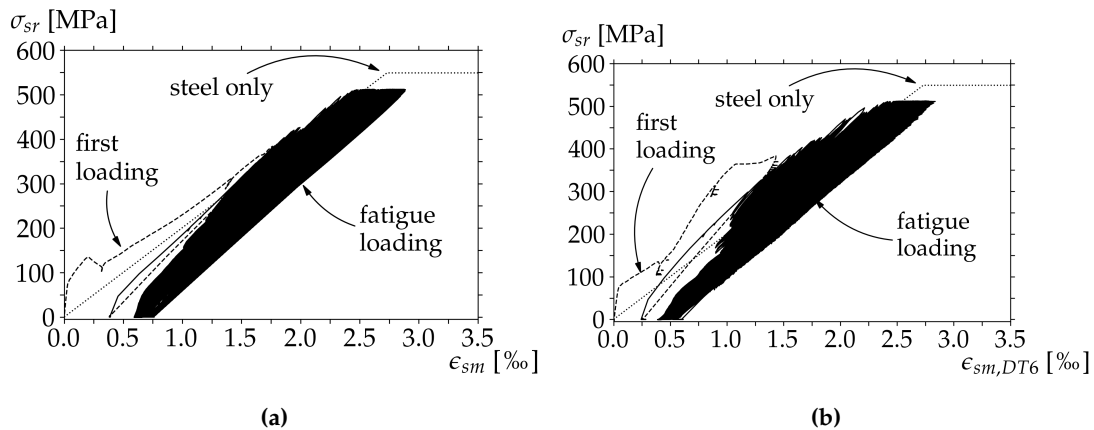 σsr [MPa]
600
500
400
300
200
100
0
steel only
first
loading
fatigue
loading
0.0 0.5 1.0 1.5 2.0 2.5 3.0 3.5
ϵsm [‰]
(a)
σsr [MPa]
600
500
400
300
200
100
0
steel only
first
loading
fatigue
loading
0.0 0.5 1.0 1.5 2.0 2.5 3.0 3.5
ϵsm,DT6 [‰]
(b)